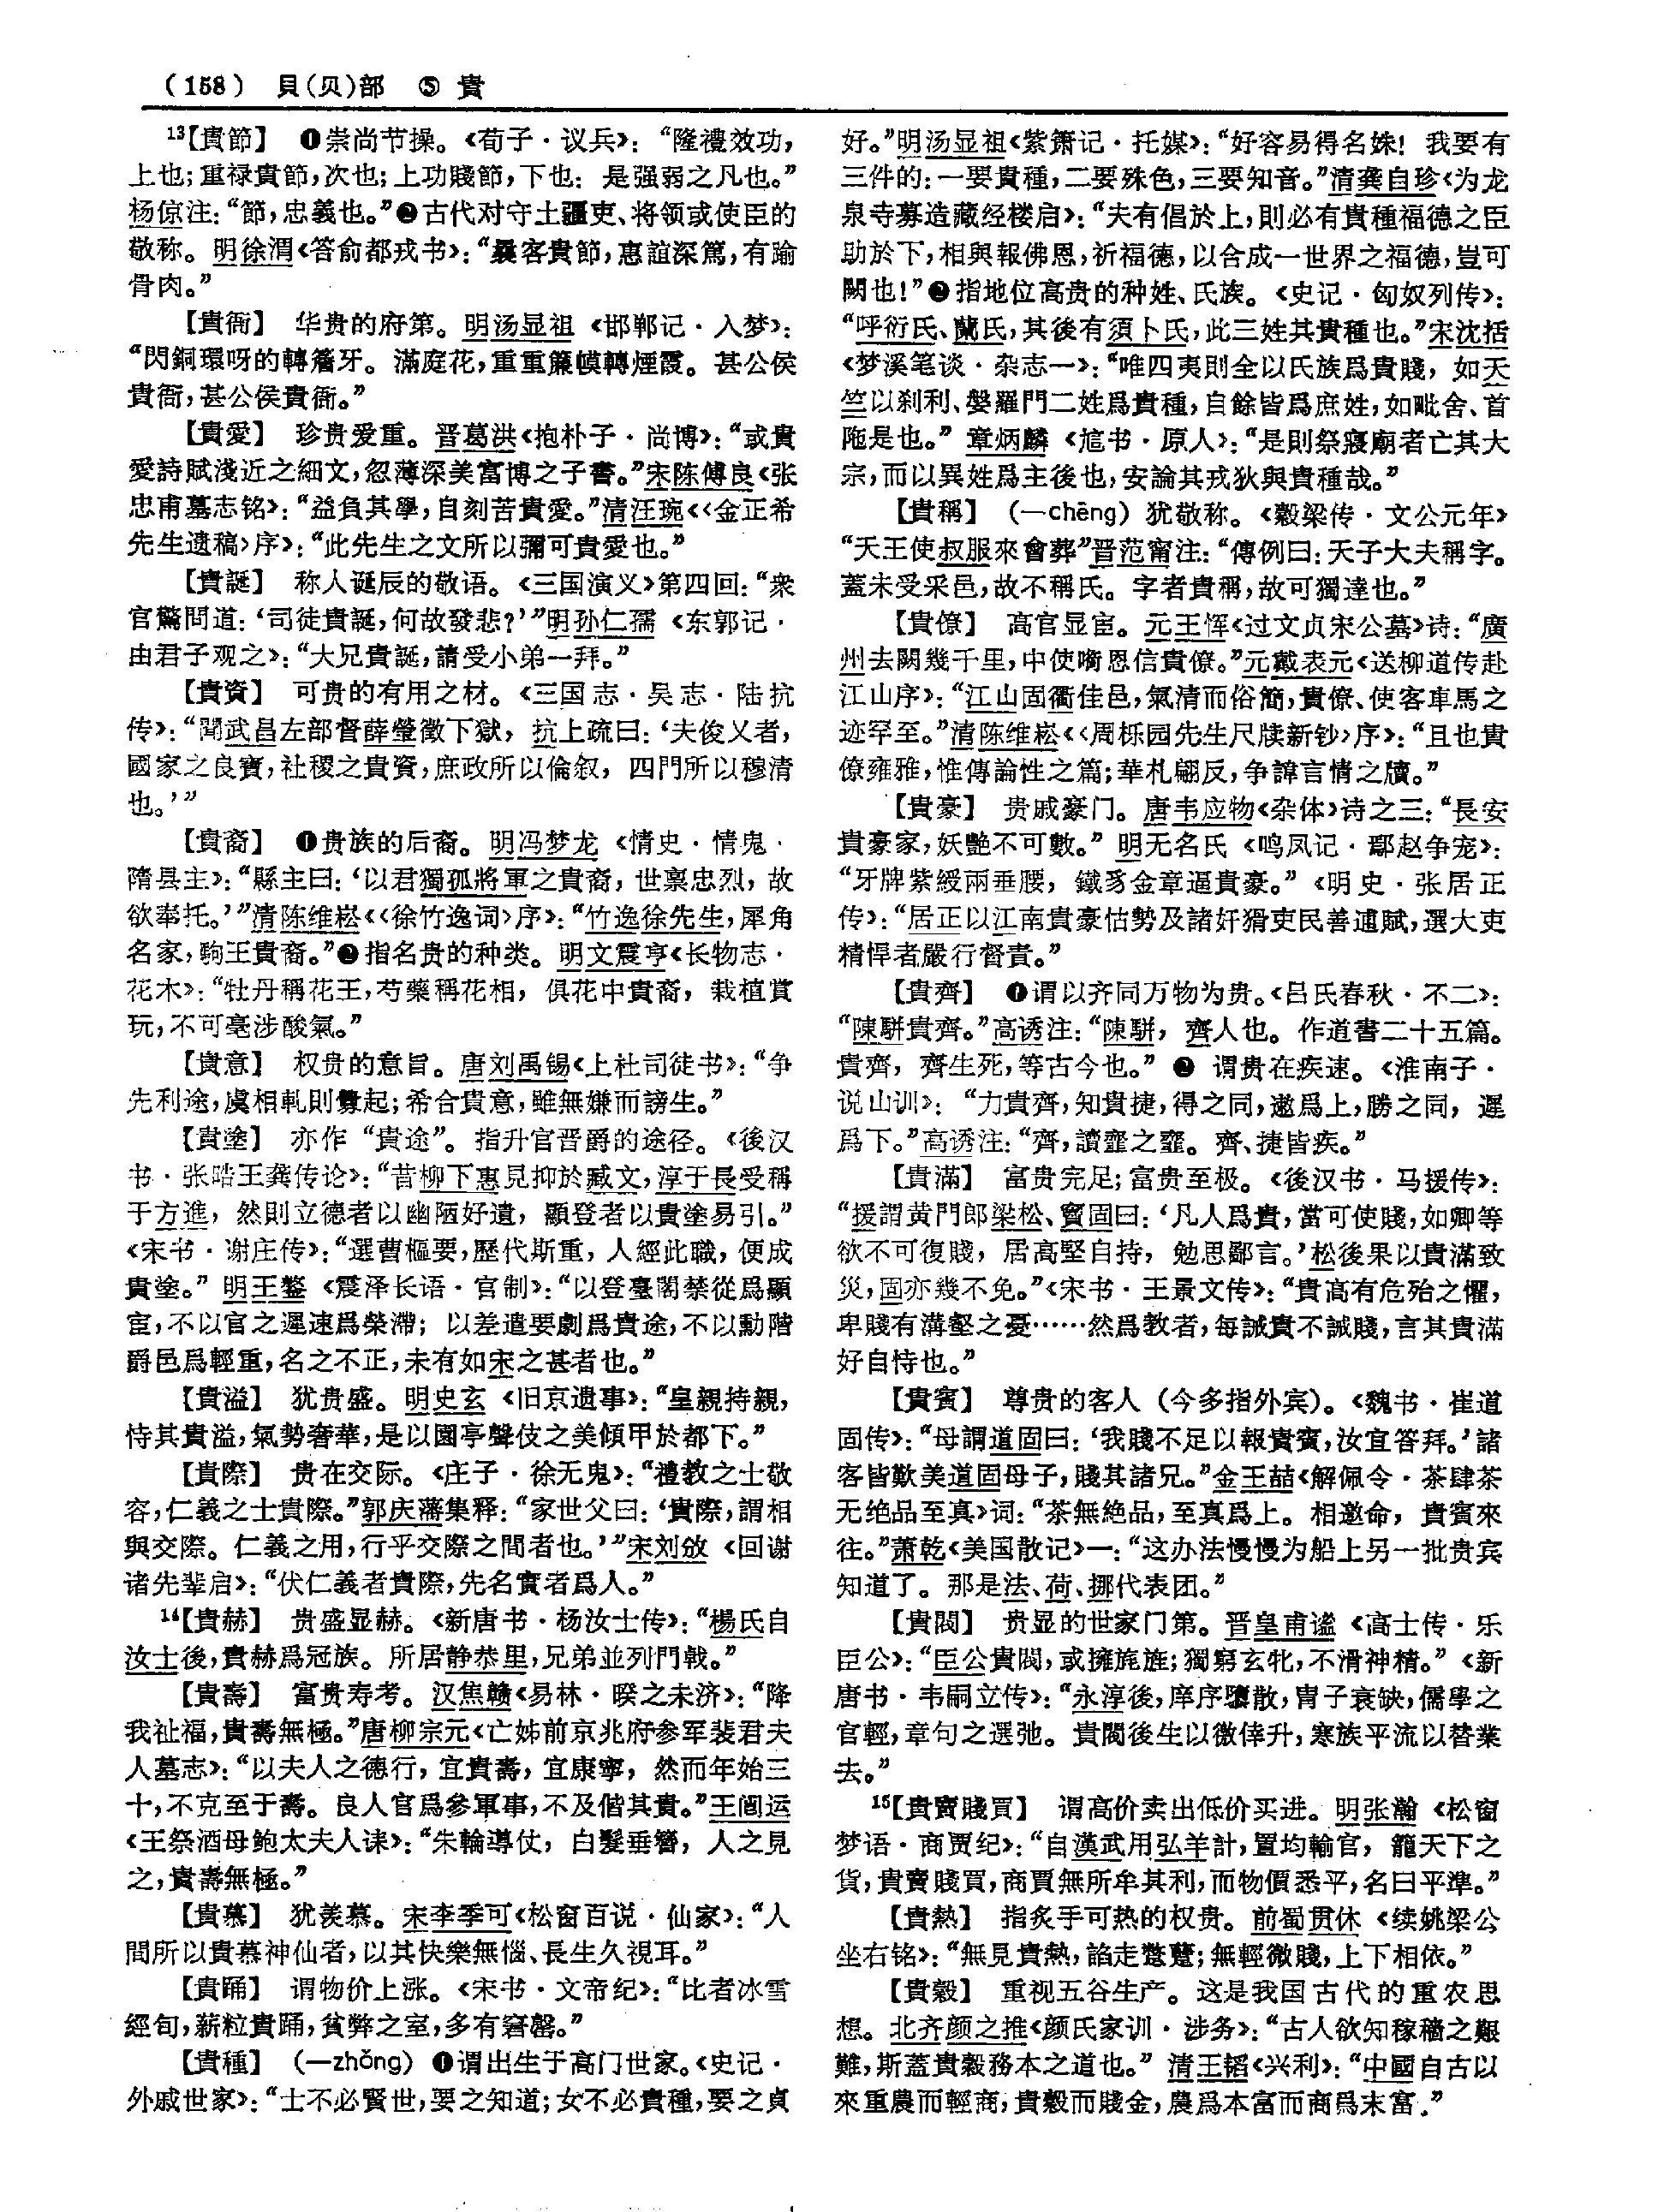 (158) 貝(贝)部 ⑤ 貴
13【貴節】 ❶崇尚节操。《荀子·议兵》：“隆禮效功，
上也；重禄貴節，次也；上功賤節，下也：是强弱之凡也。”
杨倞注：“節，忠義也。”❷古代对守土疆吏、将领或使臣的
敬称。明徐渭《答俞都戎书》：“曩客貴節，惠誼深篤，有踰
骨肉。”
【貴衙】 华贵的府第。明汤显祖《邯郸记·入梦》：
“閃銅環呀的轉簷牙。滿庭花，重重簾幙轉煙霞。甚公侯
貴衙，甚公侯貴衙。”
【貴愛】 珍贵爱重。晋葛洪《抱朴子·尚博》：“或貴
愛詩賦淺近之細文，忽薄深美富博之子書。”宋陈傅良《张
忠甫墓志铭》：“益負其學，自刻苦貴愛。”清汪琬《〈金正希
先生遗稿〉序》：“此先生之文所以彌可貴愛也。”
【貴誕】 称人诞辰的敬语。《三国演义》第四回：“衆
官驚問道：‘司徒貴誕，何故發悲？’”明孙仁孺《东郭记·
由君子观之》：“大兄貴誕，請受小弟一拜。”
【貴資】 可贵的有用之材。《三国志·吴志·陆抗
传》：“聞武昌左部督薛瑩徵下獄，抗上疏曰：‘夫俊乂者，
國家之良寶，社稷之貴資，庶政所以倫叙，四門所以穆清
也。’”
【貴裔】 ❶贵族的后裔。明冯梦龙《情史·情鬼·
隋县主》：“縣主曰：‘以君獨孤將軍之貴裔，世禀忠烈，故
欲奉托。’”清陈维崧《〈徐竹逸词〉序》：“竹逸徐先生，犀角
名家，駒王貴裔。”❷指名贵的种类。明文震亨《长物志·
花木》：“牡丹稱花王，芍藥稱花相，俱花中貴裔，栽植賞
玩，不可毫涉酸氣。”
【貴意】 权贵的意旨。唐刘禹锡《上杜司徒书》：“争
先利途，虞相軋則釁起；希合貴意，雖無嫌而謗生。”
【貴塗】 亦作“貴途”。指升官晋爵的途径。《後汉
书·张晧王龚传论》：“昔柳下惠見抑於臧文，淳于長受稱
于方進，然則立德者以幽陋好遺，顯登者以貴塗易引。”
《宋书·谢庄传》：“選曹樞要，歷代斯重，人經此職，便成
貴塗。”明王鏊《震泽长语·官制》：“以登臺閣禁從爲顯
宦，不以官之遲速爲榮滯；以差遣要劇爲貴途，不以勳階
爵邑爲輕重，名之不正，未有如宋之甚者也。”
【貴溢】 犹贵盛。明史玄《旧京遗事》：“皇親持親，
恃其貴溢，氣勢奢華，是以園亭聲伎之美傾甲於都下。”
【貴際】 贵在交际。《庄子·徐无鬼》：“禮教之士敬
容，仁義之士貴際。”郭庆藩集释：“家世父曰：‘貴際，謂相
與交際。仁義之用，行乎交際之間者也。’”宋刘攽《回谢
诸先辈启》：“伏仁義者貴際，先名實者爲人。”
14【貴赫】 贵盛显赫。《新唐书·杨汝士传》：“楊氏自
汝士後，貴赫爲冠族。所居静恭里，兄弟並列門戟。”
【貴壽】 富贵寿考。汉焦赣《易林·睽之未济》：“降
我祉福，貴壽無極。”唐柳宗元《亡姊前京兆府参军裴君夫
人墓志》：“以夫人之德行，宜貴壽，宜康寧，然而年始三
十，不克至于壽。良人官爲參軍事，不及偕其貴。”王闿运
《王祭酒母鲍太夫人诔》：“朱輪導仗，白髮垂簪，人之見
之，貴壽無極。”
【貴慕】 犹羡慕。宋李季可《松窗百说·仙家》：“人
間所以貴慕神仙者，以其快樂無惱、長生久視耳。”
【貴踊】 谓物价上涨。《宋书·文帝纪》：“比者冰雪
經旬，薪粒貴踊，貧弊之室，多有窘罄。”
【貴種】 （—zhǒng）❶谓出生于高门世家。《史记·
外戚世家》：“士不必賢世，要之知道；女不必貴種，要之貞
好。”明汤显祖《紫箫记·托媒》：“好容易得名姝！我要有
三件的：一要貴種，二要殊色，三要知音。”清龚自珍《为龙
泉寺募造藏经楼启》：“夫有倡於上，則必有貴種福德之臣
助於下，相與報佛恩，祈福德，以合成一世界之福德，豈可
闕也！”❷指地位高贵的种姓、氏族。《史记·匈奴列传》：
“呼衍氏、蘭氏，其後有須卜氏，此三姓其貴種也。”宋沈括
《梦溪笔谈·杂志一》：“唯四夷則全以氏族爲貴賤，如天
竺以刹利、婆羅門二姓爲貴種，自餘皆爲庶姓，如毗舍、首
陁是也。”章炳麟《訄书·原人》：“是則祭寢廟者亡其大
宗，而以異姓爲主後也，安論其戎狄與貴種哉。”
【貴稱】 （—chēng）犹敬称。《穀梁传·文公元年》
“天王使叔服來會葬”晋范甯注：“傳例曰：天子大夫稱字。
蓋未受采邑，故不稱氏。字者貴稱，故可獨達也。”
【貴僚】 高官显宦。元王恽《过文贞宋公墓》诗：“廣
州去闕幾千里，中使嘀恩信貴僚。”元戴表元《送柳道传赴
江山序》：“江山固衢佳邑，氣清而俗簡，貴僚、使客車馬之
迹罕至。”清陈维崧《〈周栎园先生尺牍新钞〉序》：“且也貴
僚雍雅，惟傳論性之篇；華札翩反，争諱言情之牘。”
【貴豪】 贵戚豪门。唐韦应物《杂体》诗之三：“長安
貴豪家，妖艷不可數。”明无名氏《鸣凤记·鄢赵争宠》：
“牙牌紫綬兩垂腰，鐵豸金章逼貴豪。”《明史·张居正
传》：“居正以江南貴豪怙勢及諸奸猾吏民善逋賦，選大吏
精悍者嚴行督責。”
【貴齊】 ❶谓以齐同万物为贵。《吕氏春秋·不二》：
“陳駢貴齊。”高诱注：“陳駢，齊人也。作道書二十五篇。
貴齊，齊生死，等古今也。”❷谓贵在疾速。《淮南子·
说山训》：“力貴齊，知貴捷，得之同，遫爲上，勝之同，遲
爲下。”高诱注：“齊，讀虀之虀。齊、捷皆疾。”
【貴滿】 富贵完足；富贵至极。《後汉书·马援传》：
“援謂黄門郎梁松、竇固曰：‘凡人爲貴，當可使賤，如卿等
欲不可復賤，居高堅自持，勉思鄙言。’松後果以貴滿致
災，固亦幾不免。”《宋书·王景文传》：“貴高有危殆之懼，
卑賤有溝壑之憂……然爲教者，每誡貴不誡賤，言其貴滿
好自恃也。”
【貴賓】 尊贵的客人（今多指外宾）。《魏书·崔道
固传》：“母謂道固曰：‘我賤不足以報貴賓，汝宜答拜。’諸
客皆歎美道固母子，賤其諸兄。”金王喆《解佩令·茶肆茶
无绝品至真》词：“茶無絶品，至真爲上。相邀命，貴賓來
往。”萧乾《美国散记》一：“这办法慢慢为船上另一批贵宾
知道了。那是法、荷、挪代表团。”
【貴閥】 贵显的世家门第。晋皇甫谧《高士传·乐
臣公》：“臣公貴閥，或擁旄旌；獨窮玄牝，不滑神精。”《新
唐书·韦嗣立传》：“永淳後，庠序隳散，胄子衰缺，儒學之
官輕，章句之選弛。貴閥後生以徼倖升，寒族平流以替業
去。”
15【貴賣賤買】 谓高价卖出低价买进。明张瀚《松窗
梦语·商贾纪》：“自漢武用弘羊計，置均輸官，籠天下之
貨，貴賣賤買，商賈無所牟其利，而物價悉平，名曰平準。”
【貴熱】 指炙手可热的权贵。前蜀贯休《续姚梁公
坐右铭》：“無見貴熱，諂走蹩躠；無輕微賤，上下相依。”
【貴穀】 重视五谷生产。这是我国古代的重农思
想。北齐颜之推《颜氏家训·涉务》：“古人欲知稼穡之艱
難，斯蓋貴穀務本之道也。”清王韬《兴利》：“中國自古以
來重農而輕商，貴穀而賤金，農爲本富而商爲末富。”